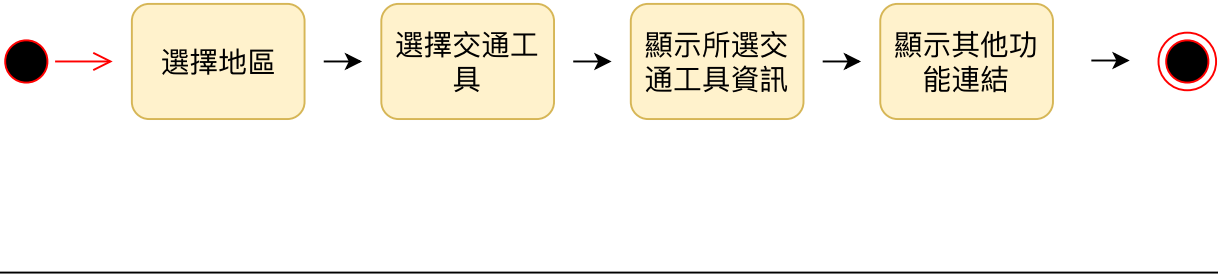 選擇地區
選擇交通工
具
顯示所選交
通工具資訊
顯示其他功
能連結